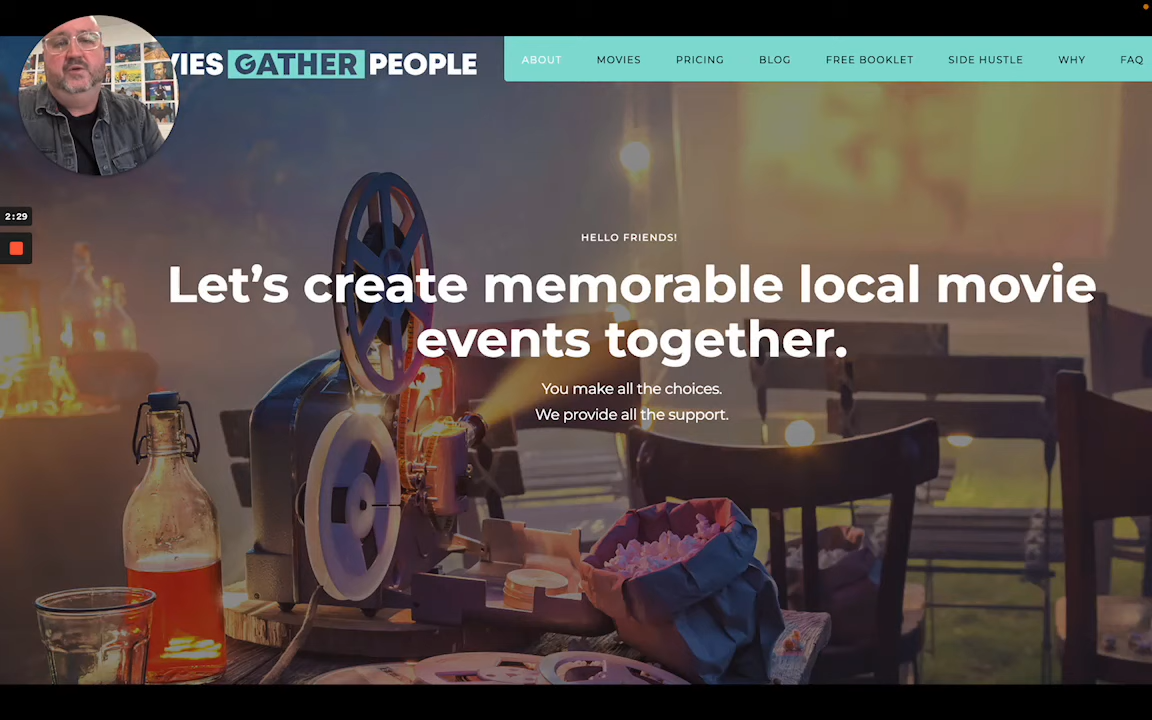 VIES GATHER PEOPLE
ABOUT MOVIES PRICING BLOG FREE BOOKLET SIDE HUSTLE WHY FAQ
2:29
HELLO FRIENDS!
Let's create memorable local movie
events together.
You make all the choices.
We provide all the support.